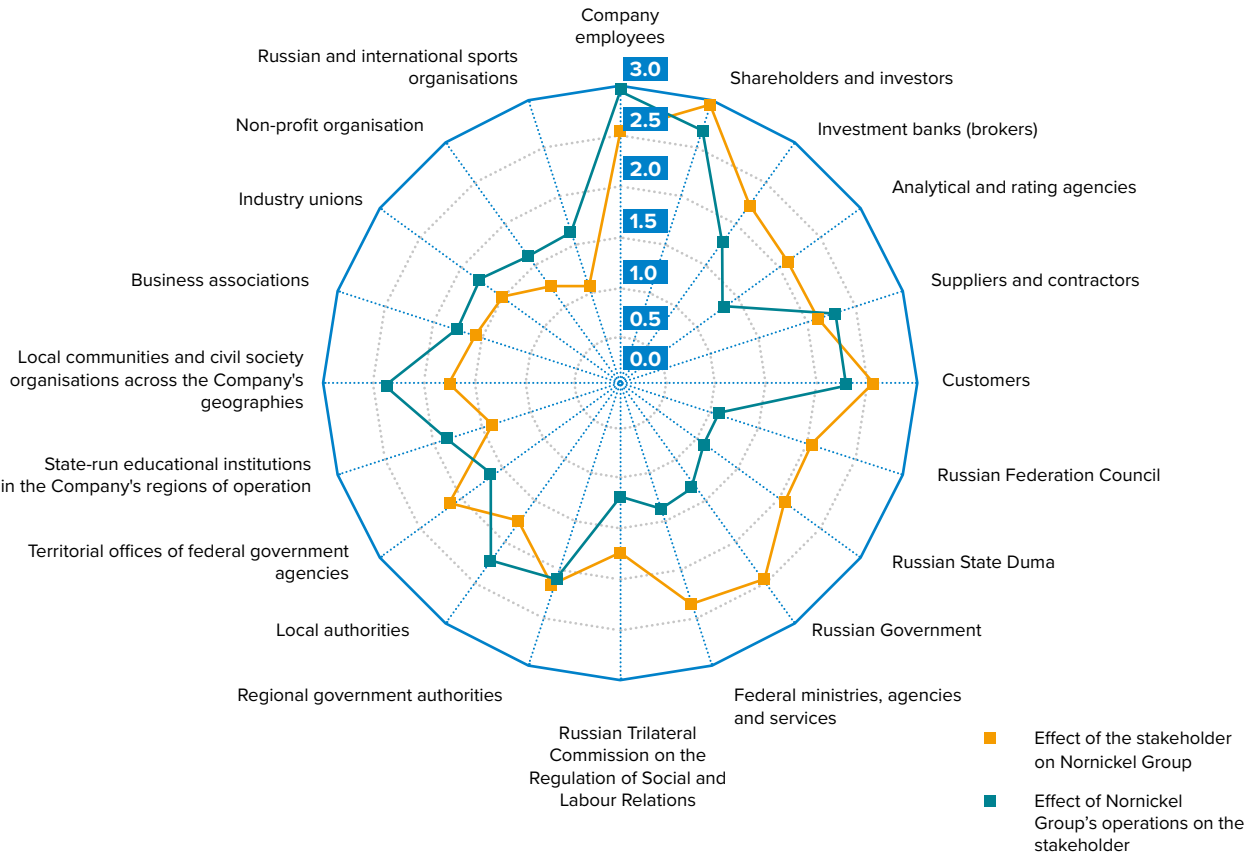 Company
employees
Russian and international sports
organisations
3.0
Shareholders and investors
Non-profit organisation
2.5
Investment banks (brokers)
2.0
Industry unions
Analytical and rating agencies
1.5
Business associations
1.0
Suppliers and contractors
0.5
Local communities and civil society
organisations across the Company's
geographies
0.0
Customers
State-run educational institutions
in the Company's regions of operation
Russian Federation Council
Territorial offices of federal government
agencies
Russian State Duma
Local authorities
Russian Government
Regional government authorities
Federal ministries, agencies
and services
Russian Trilateral
Commission on the
Regulation of Social and
Labour Relations
Effect of the stakeholder
on Nornickel Group
Effect of Nornickel
Group’s operations on the
stakeholder